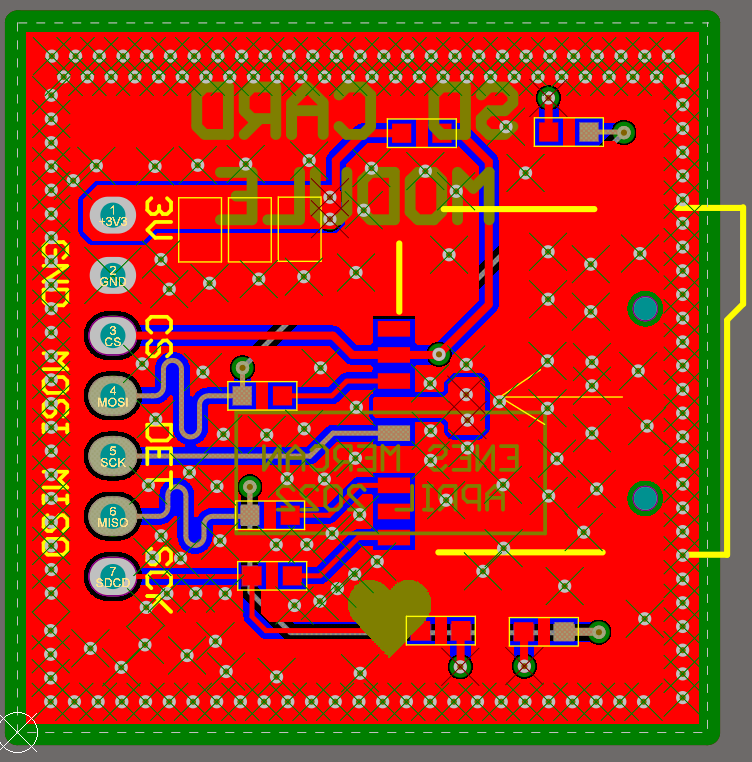 SD CARD
MODULE
1
+3V3
3V
2
GND
GND
3
CS
CS
4
MOSI
MOSI
DET
5
SCK
ENES MERCAN
APRIL 2022
6
MISO
MISO
SCK
7
SDCD